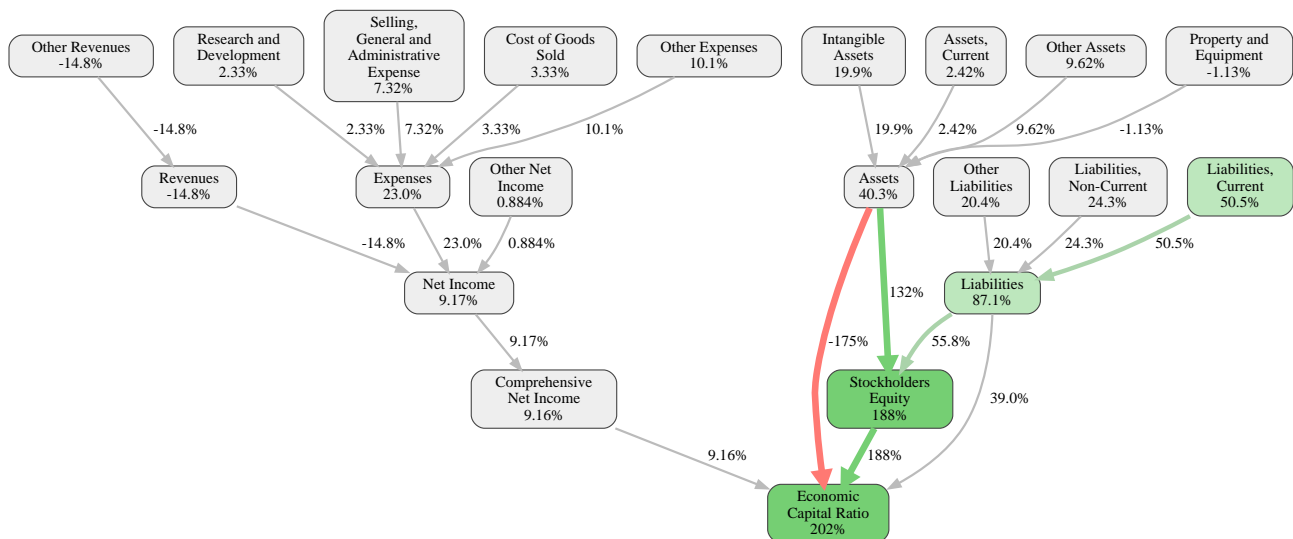 Other Revenues
-14.8%
Research and
Development
2.33%
Selling,
General and
Administrative
Expense
7.32%
Cost of Goods
Sold
3.33%
Other Expenses
10.1%
Intangible
Assets
19.9%
Assets,
Current
2.42%
Other Assets
9.62%
Property and
Equipment
-1.13%
-14.8%
2.33%
7.32%
3.33%
10.1%
19.9%
2.42%
9.62%
-1.13%
Revenues
-14.8%
Expenses
23.0%
Other Net
Income
0.884%
Assets
40.3%
Other
Liabilities
20.4%
Liabilities,
Non-Current
24.3%
Liabilities,
Current
50.5%
-14.8%
23.0%
0.884%
20.4%
24.3%
50.5%
Net Income
9.17%
132%
Liabilities
87.1%
9.17%
-175%
55.8%
Comprehensive
Net Income
9.16%
Stockholders
Equity
188%
39.0%
9.16%
188%
Economic
Capital Ratio
202%